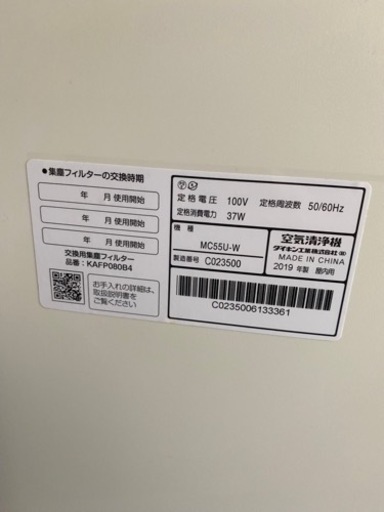 ●集塵フィルターの交換時期
年　月使用開始
年　月使用開始
年　月使用開始
交換用集塵フィルター
品番：KAFP080B4
お手入れの詳細は、
取扱説明書を
ご覧ください
定格電圧 100V 定格周波数 50/60Hz
定格消費電力 37W
機種 MC55U-W
製造番号 C023500
空気清浄機
ダイキン工業株式会社
MADE IN CHINA
2019年製 屋内用
C0235006133361